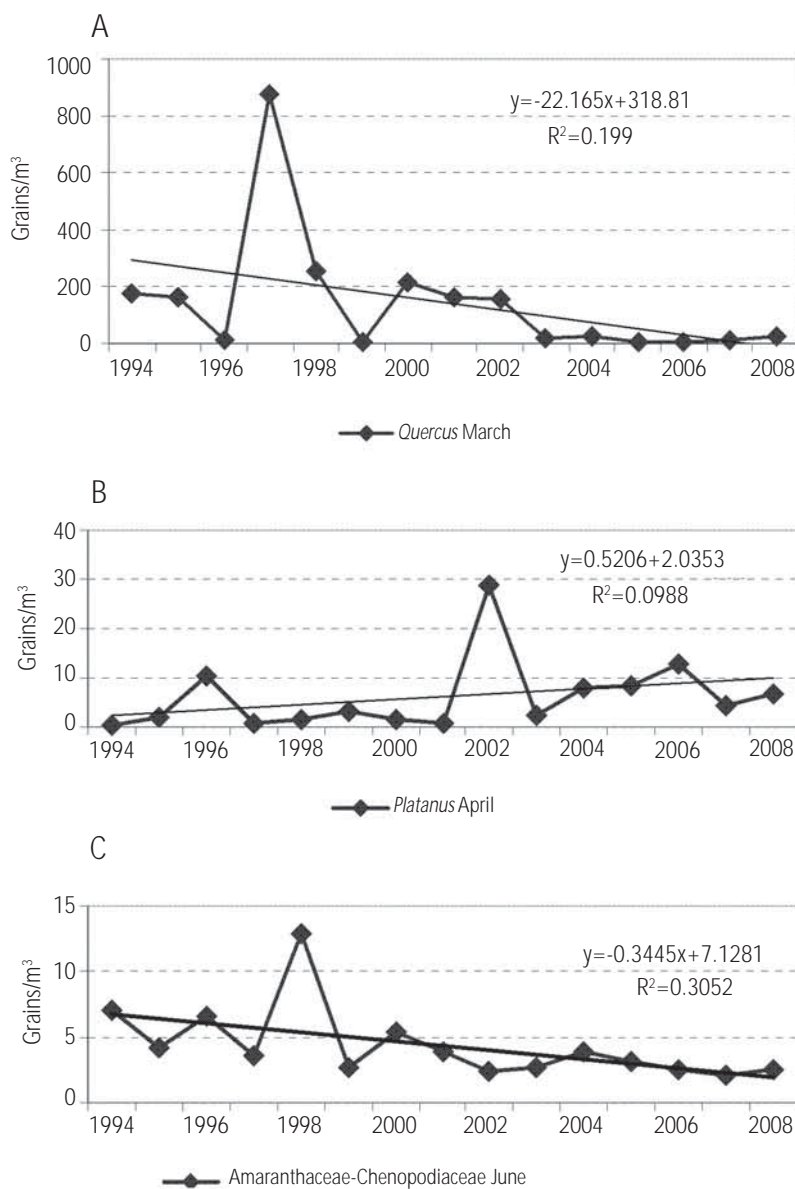 A
1000
800
600
400
200
0
Grains/m³
y=-22.165x+318.81
R²=0.199
1994 1996 1998 2000 2002 2004 2006 2008
Quercus March
B
40
30
20
10
0
Grains/m³
y=0.5206+2.0353
R²=0.0988
1994 1996 1998 2000 2002 2004 2006 2008
Platanus April
C
15
10
5
0
Grains/m³
y=-0.3445x+7.1281
R²=0.3052
1994 1996 1998 2000 2002 2004 2006 2008
Amaranthaceae-Chenopodiaceae June